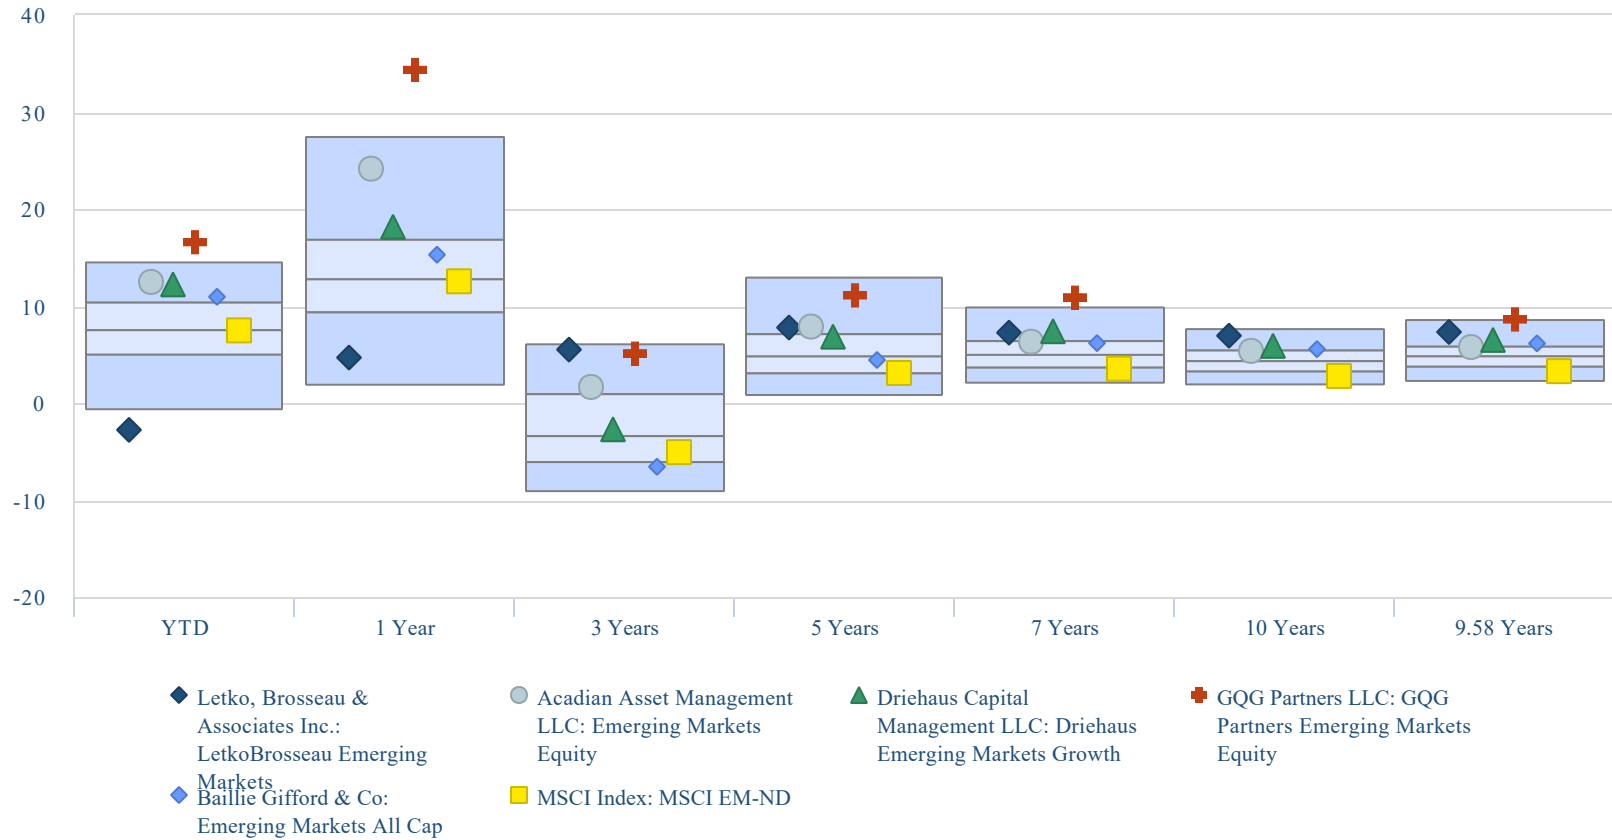 40
30
20
10
0
-10
-20
YTD
1 Year
3 Years
5 Years
7 Years
10 Years
9.58 Years
Letko, Brosseau &
Associates Inc.:
LetkoBrosseau Emerging
Markets
Acadian Asset Management
LLC: Emerging Markets
Equity
Driehaus Capital
Management LLC: Driehaus
Emerging Markets Growth
GQG Partners LLC: GQG
Partners Emerging Markets
Equity
Baillie Gifford & Co:
Emerging Markets All Cap
MSCI Index: MSCI EM-ND